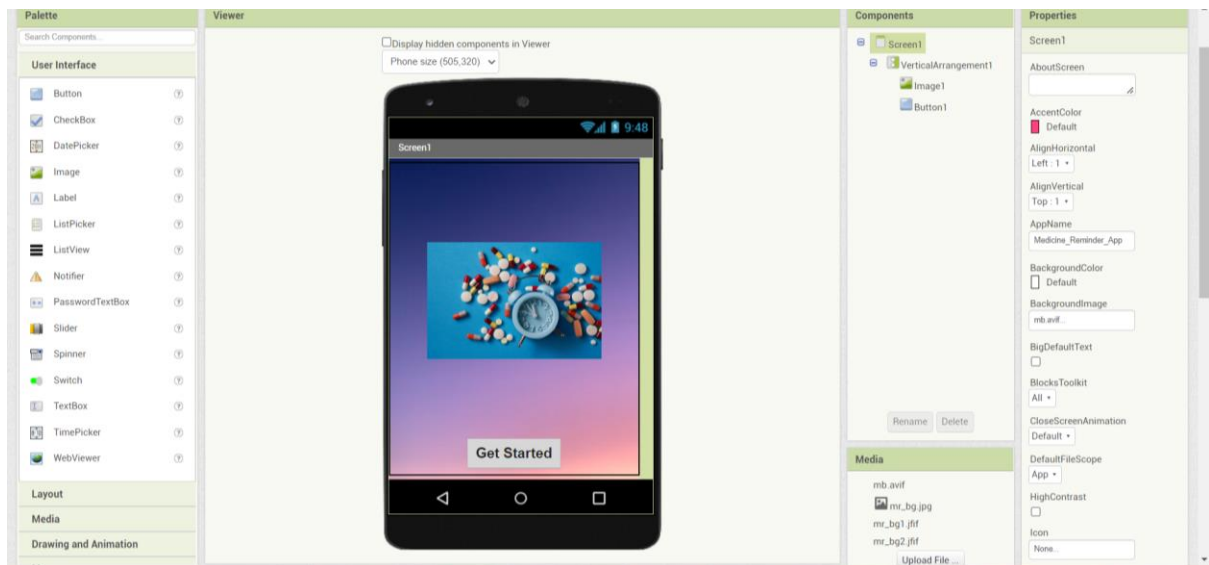 Palette
Search Components...
User Interface
Button
CheckBox
DatePicker
Image
Label
ListPicker
ListView
Notifier
PasswordTextBox
Slider
Spinner
Switch
TextBox
TimePicker
WebViewer
Layout
Media
Drawing and Animation
Viewer
Display hidden components in Viewer
Phone size (505,320)
9:48
Screen1
Get Started
Components
Screen1
VerticalArrangement1
Image1
Button1
Rename Delete
Media
mb.avif
mr_bg.jpg
mr_bg1.jfif
mr_bg2.jfif
Upload File ...
Properties
Screen1
AboutScreen
AccentColor
Default
AlignHorizontal
Left : 1
AlignVertical
Top : 1
AppName
Medicine_Reminder_App
BackgroundColor
Default
BackgroundImage
mb.avif...
BigDefaultText
BlocksToolkit
All
CloseScreenAnimation
Default
DefaultFileScope
App
HighContrast
Icon
None...